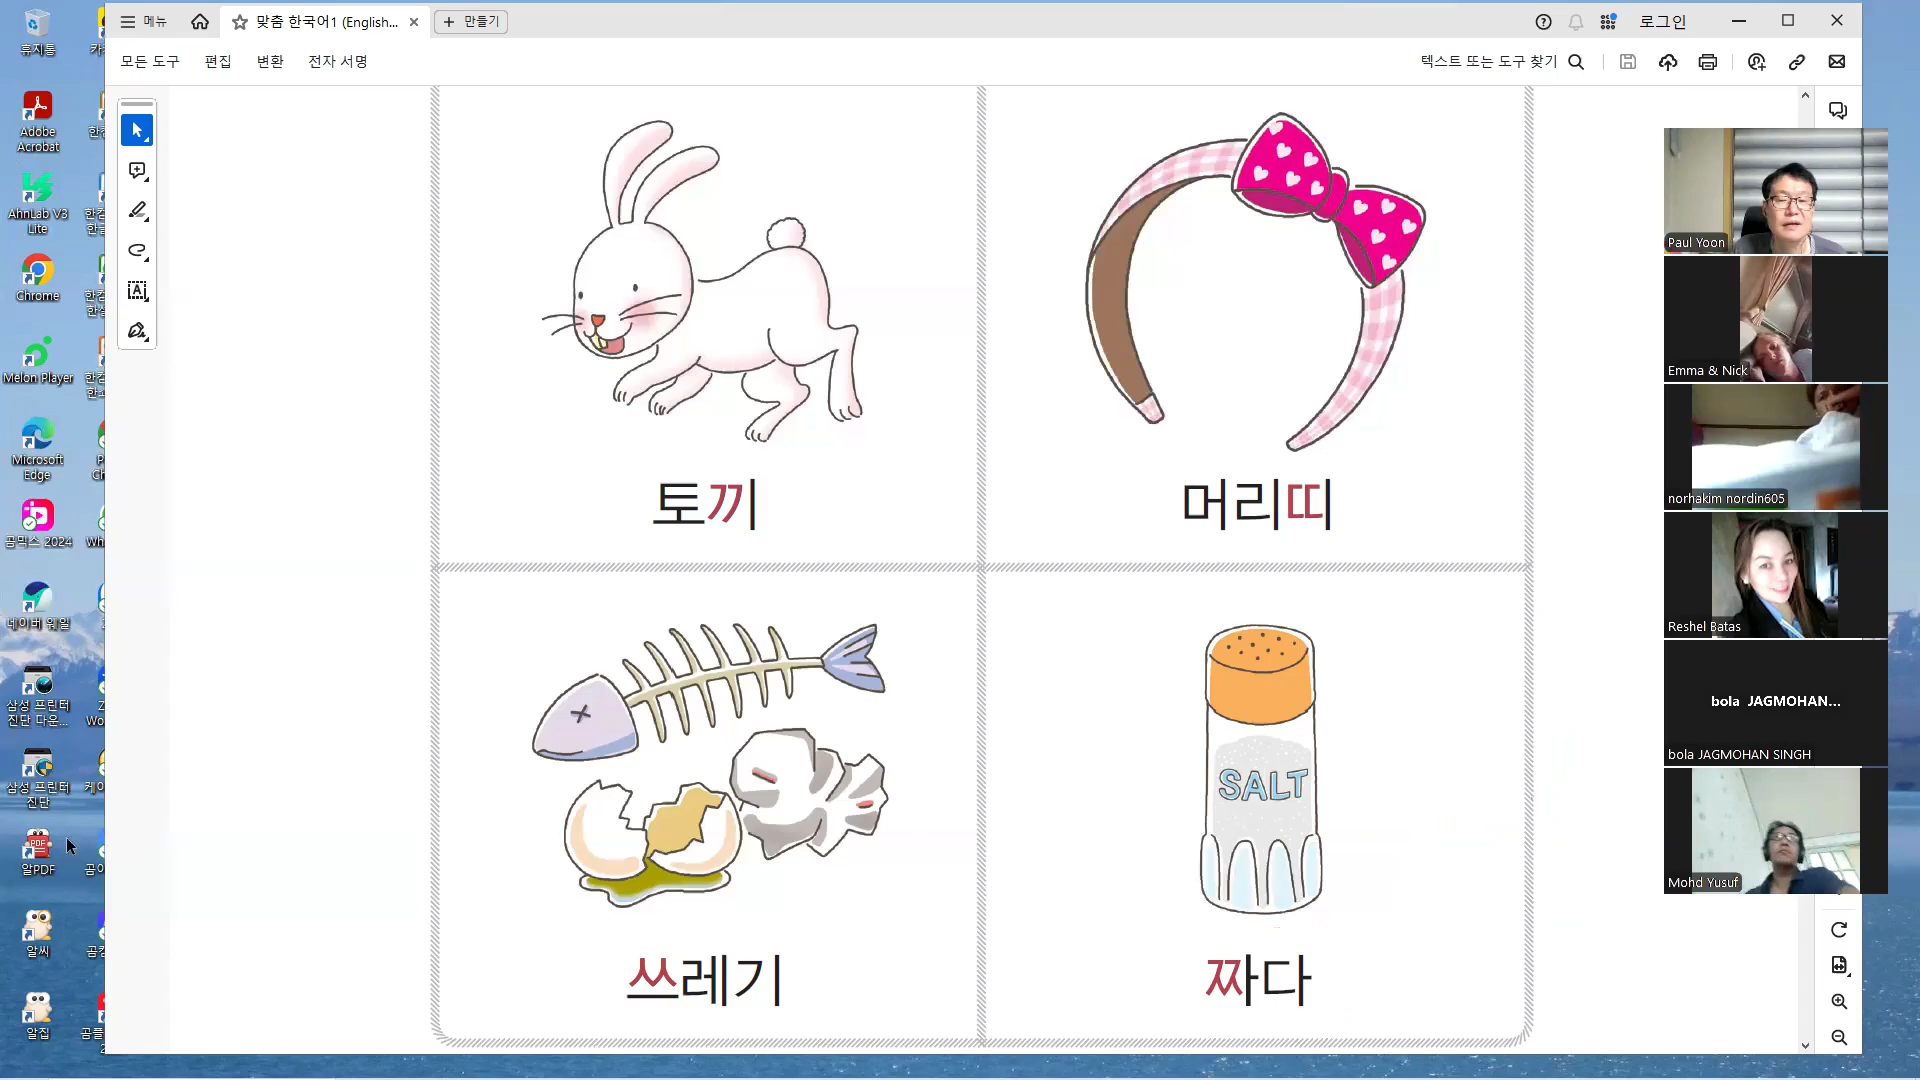 메뉴
맞춤 한국어1 (English...
만들기
로그인
모든 도구
편집
변환
전자 서명
텍스트 또는 도구 찾기
휴지통
Adobe
Acrobat
AhnLab V3
Lite
Chrome
Melon Player
Microsoft
Edge
곰믹스 2024
네이버 웨일
삼성 프린터
진단 다운...
삼성 프린터
진단
알PDF
알씨
알집
토끼
머리띠
SALT
쓰레기
짜다
Paul Yoon
Emma & Nick
norhakim nordin605
Reshel Batas
bola JAGMOHAN...
bola JAGMOHAN SINGH
Mohd Yusuf